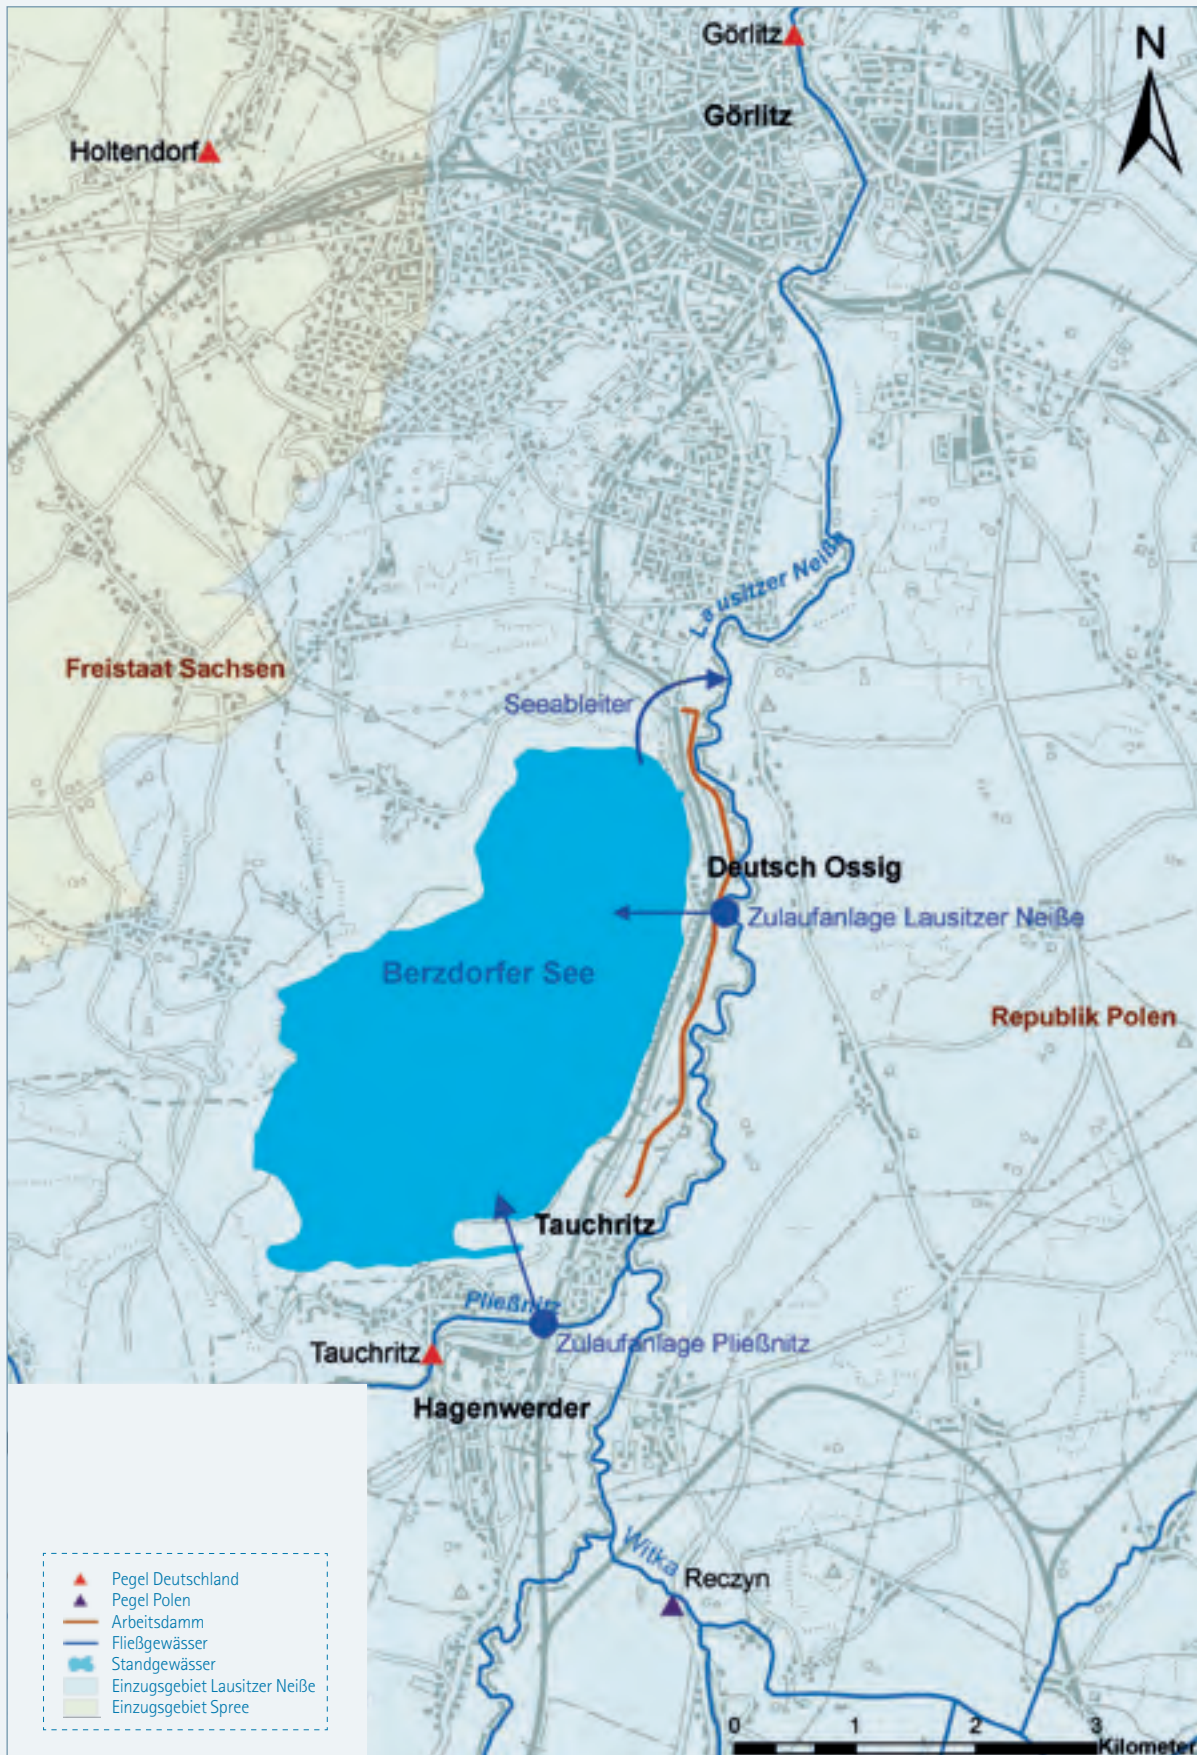 Görlitz
N
Görlitz
Holtendorf
Lausitzer Neiße
Freistaat Sachsen
Seeableiter
Deutsch Ossig
Zulaufanlage Lausitzer Neiße
Berzdorfer See
Republik Polen
Tauchritz
Pließnitz
Zulaufanlage Pließnitz
Tauchritz
Hagenwerder
Witka
Reczyn
Pegel Deutschland
Pegel Polen
Arbeitsdamm
Fließgewässer
Standgewässer
Einzugsgebiet Lausitzer Neiße
Einzugsgebiet Spree
0 1 2 3
Kilometer